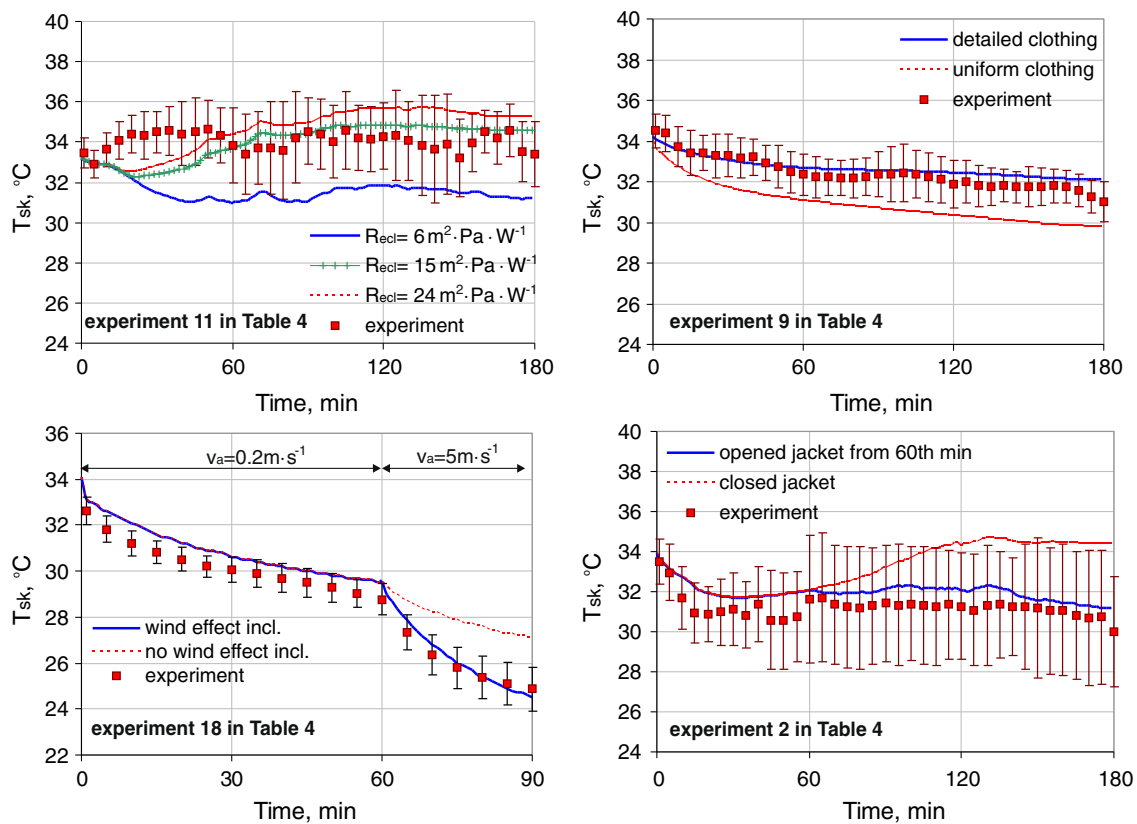 40
38
36
34
32
30
28
26
24
Tsk, °C
Recl= 6 m²·Pa·W⁻¹
Recl= 15 m²·Pa·W⁻¹
Recl= 24 m²·Pa·W⁻¹
experiment
experiment 11 in Table 4
0 60 120 180
Time, min
40
38
36
34
32
30
28
26
24
Tsk, °C
detailed clothing
uniform clothing
experiment
experiment 9 in Table 4
0 60 120 180
Time, min
36
34
32
30
28
26
24
22
Tsk, °C
va=0.2m·s⁻¹ va=5m·s⁻¹
wind effect incl.
no wind effect incl.
experiment
experiment 18 in Table 4
0 30 60 90
Time, min
40
38
36
34
32
30
28
26
24
Tsk, °C
opened jacket from 60th min
closed jacket
experiment
experiment 2 in Table 4
0 60 120 180
Time, min